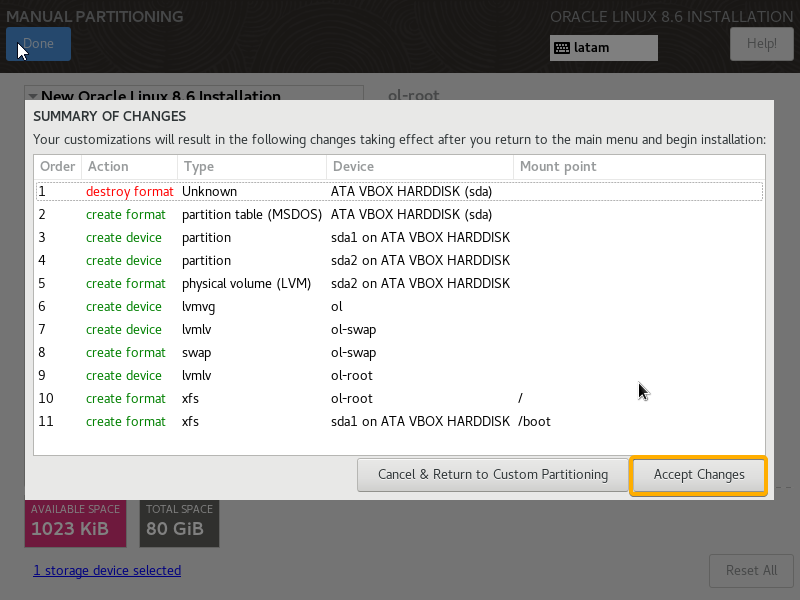 MANUAL PARTITIONING
ORACLE LINUX 8.6 INSTALLATION
Done
latam
Help!
New Oracle Linux 8.6 Installation
ol-root
SUMMARY OF CHANGES
Your customizations will result in the following changes taking effect after you return to the main menu and begin installation:
Order Action Type Device Mount point
1 destroy format Unknown ATA VBOX HARDDISK (sda)
2 create format partition table (MSDOS) ATA VBOX HARDDISK (sda)
3 create device partition sda1 on ATA VBOX HARDDISK
4 create device partition sda2 on ATA VBOX HARDDISK
5 create format physical volume (LVM) sda2 on ATA VBOX HARDDISK
6 create device lvmvg ol
7 create device lvmlv ol-swap
8 create format swap ol-swap
9 create device lvmlv ol-root
10 create format xfs ol-root /
11 create format xfs sda1 on ATA VBOX HARDDISK /boot
Cancel & Return to Custom Partitioning
Accept Changes
AVAILABLE SPACE
1023 KiB
TOTAL SPACE
80 GiB
1 storage device selected
Reset All